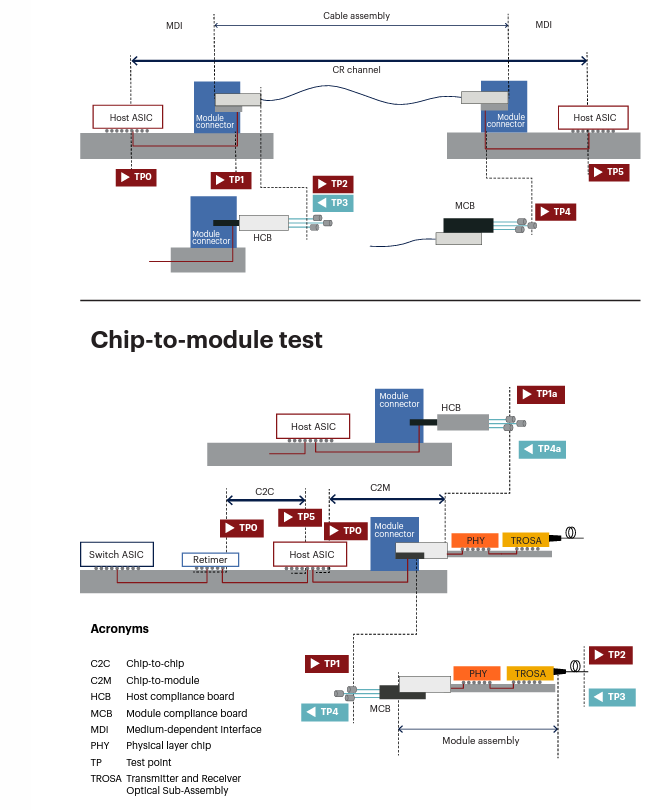 Cable assembly
MDI
MDI
CR channel
Host ASIC
Module
connector
Module
connector
Host ASIC
TP0
TP1
TP2
TP3
TP5
Module
connector
HCB
MCB
TP4
Chip-to-module test
Module
connector
HCB
TP1a
Host ASIC
TP4a
C2C
C2M
TP0
TP5
TP0
Module
connector
Switch ASIC
Retimer
Host ASIC
PHY
TROSA
Acronyms
C2C Chip-to-chip
C2M Chip-to-module
HCB Host compliance board
MCB Module compliance board
MDI Medium-dependent interface
PHY Physical layer chip
TP Test point
TROSA Transmitter and Receiver
Optical Sub-Assembly
TP1
TP4
MCB
PHY
TROSA
TP2
TP3
Module assembly